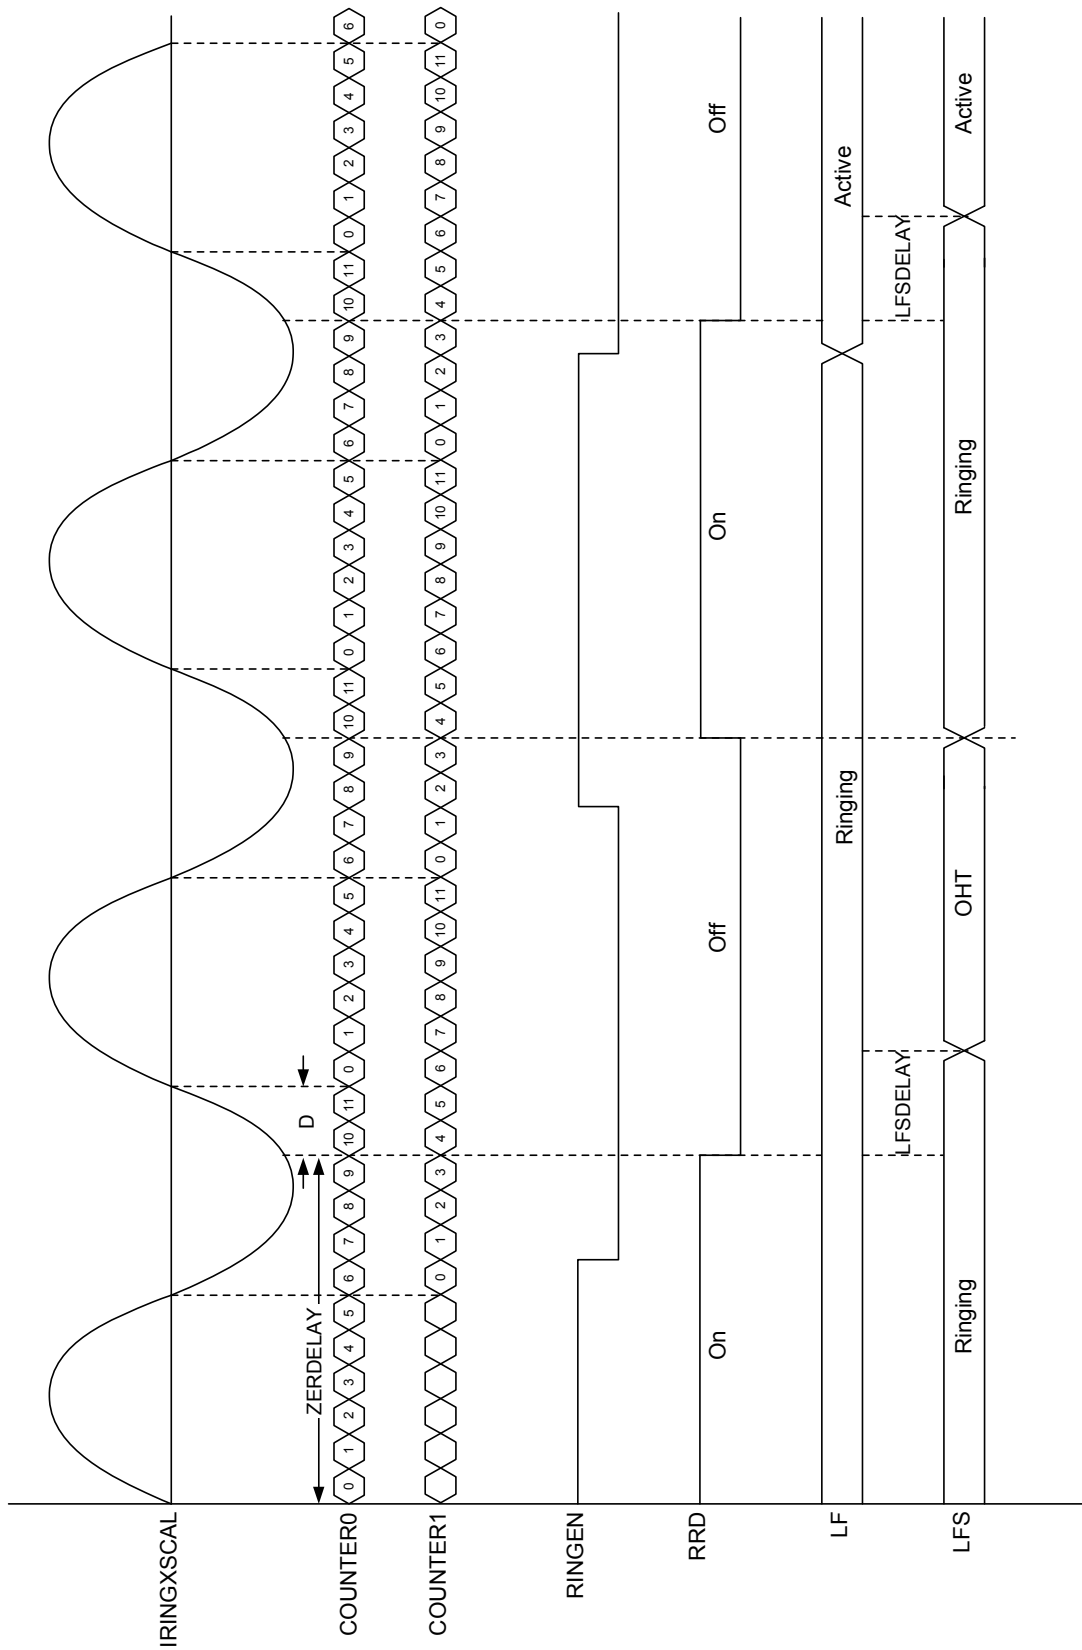 IRINGXSCAL
D
ZERDELAY
COUNTER0 0 1 2 3 4 5 6 7 8 9 10 11 0 1 2 3 4 5 6 7 8 9 10 11 0 1 2 3 4 5 6 7 8 9 10 11 0 1 2 3 4 5 6
COUNTER1 0 1 2 3 4 5 6 7 8 9 10 11 0 1 2 3 4 5 6 7 8 9 10 11 0 1 2 3 4 5 6 7 8 9 10 11 0
RINGEN
RRD On Off On Off
LF Ringing Active
LFSDELAY LFSDELAY
LFS Ringing OHT Ringing Active